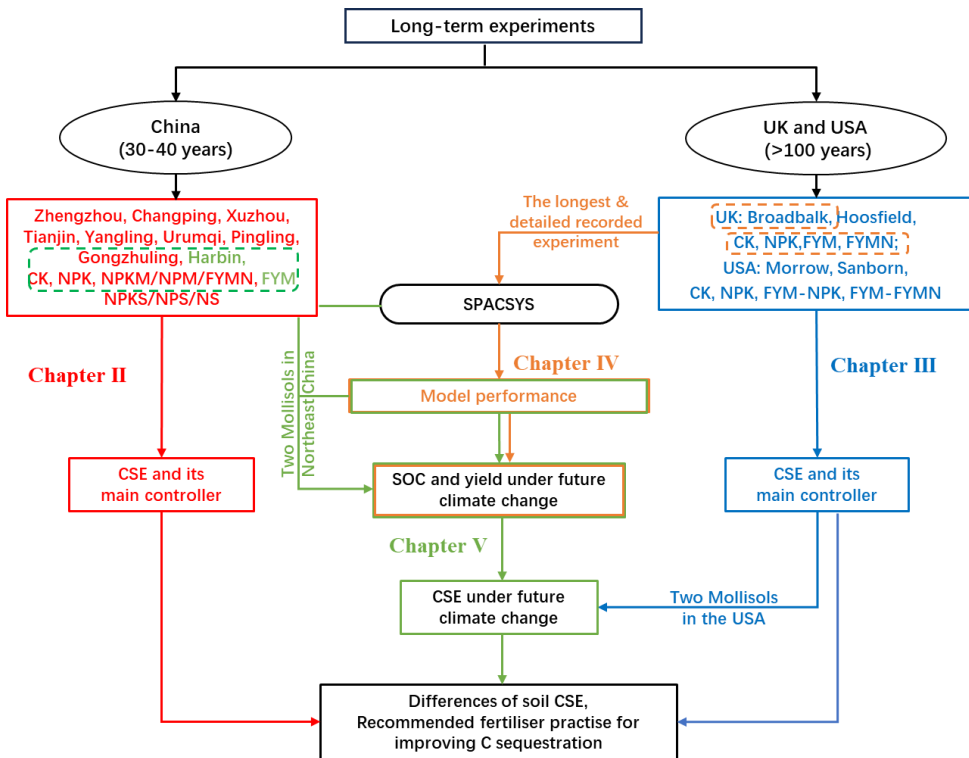 Long-term experiments
China
(30-40 years)
UK and USA
(>100 years)
Zhengzhou, Changping, Xuzhou,
Tianjin, Yangling, Urumqi, Pingling,
Gongzhuling, Harbin,
CK, NPK, NPKM/NPM/FYMN, FYM
NPKS/NPS/NS
The longest &
detailed recorded
experiment
UK: Broadbalk, Hoosfield,
CK, NPK,FYM, FYMN;
USA: Morrow, Sanborn,
CK, NPK, FYM-NPK, FYM-FYMN
SPACSYS
Chapter II
Two Mollisols in
Northeast China
Chapter IV
Chapter III
Model performance
CSE and its
main controller
SOC and yield under future
climate change
CSE and its
main controller
Chapter V
CSE under future
climate change
Two Mollisols
in the USA
Differences of soil CSE,
Recommended fertiliser practise for
improving C sequestration